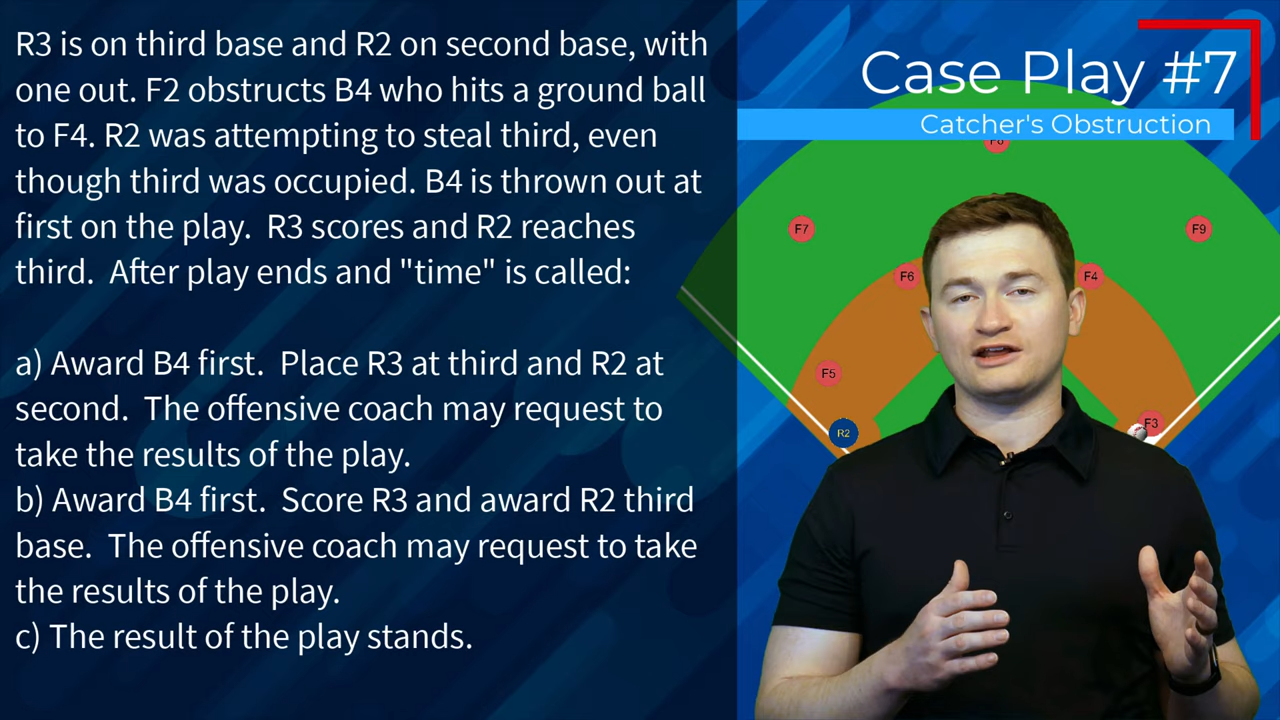 R3 is on third base and R2 on second base, with
one out. F2 obstructs B4 who hits a ground ball
to F4. R2 was attempting to steal third, even
though third was occupied. B4 is thrown out at
first on the play.  R3 scores and R2 reaches
third.  After play ends and "time" is called:
a) Award B4 first.  Place R3 at third and R2 at
second.  The offensive coach may request to
take the results of the play.
b) Award B4 first.  Score R3 and award R2 third
base.  The offensive coach may request to take
the results of the play.
c) The result of the play stands.
Case Play #7
Catcher's Obstruction
F8
F7
F9
F6
F4
F5
F3
R2